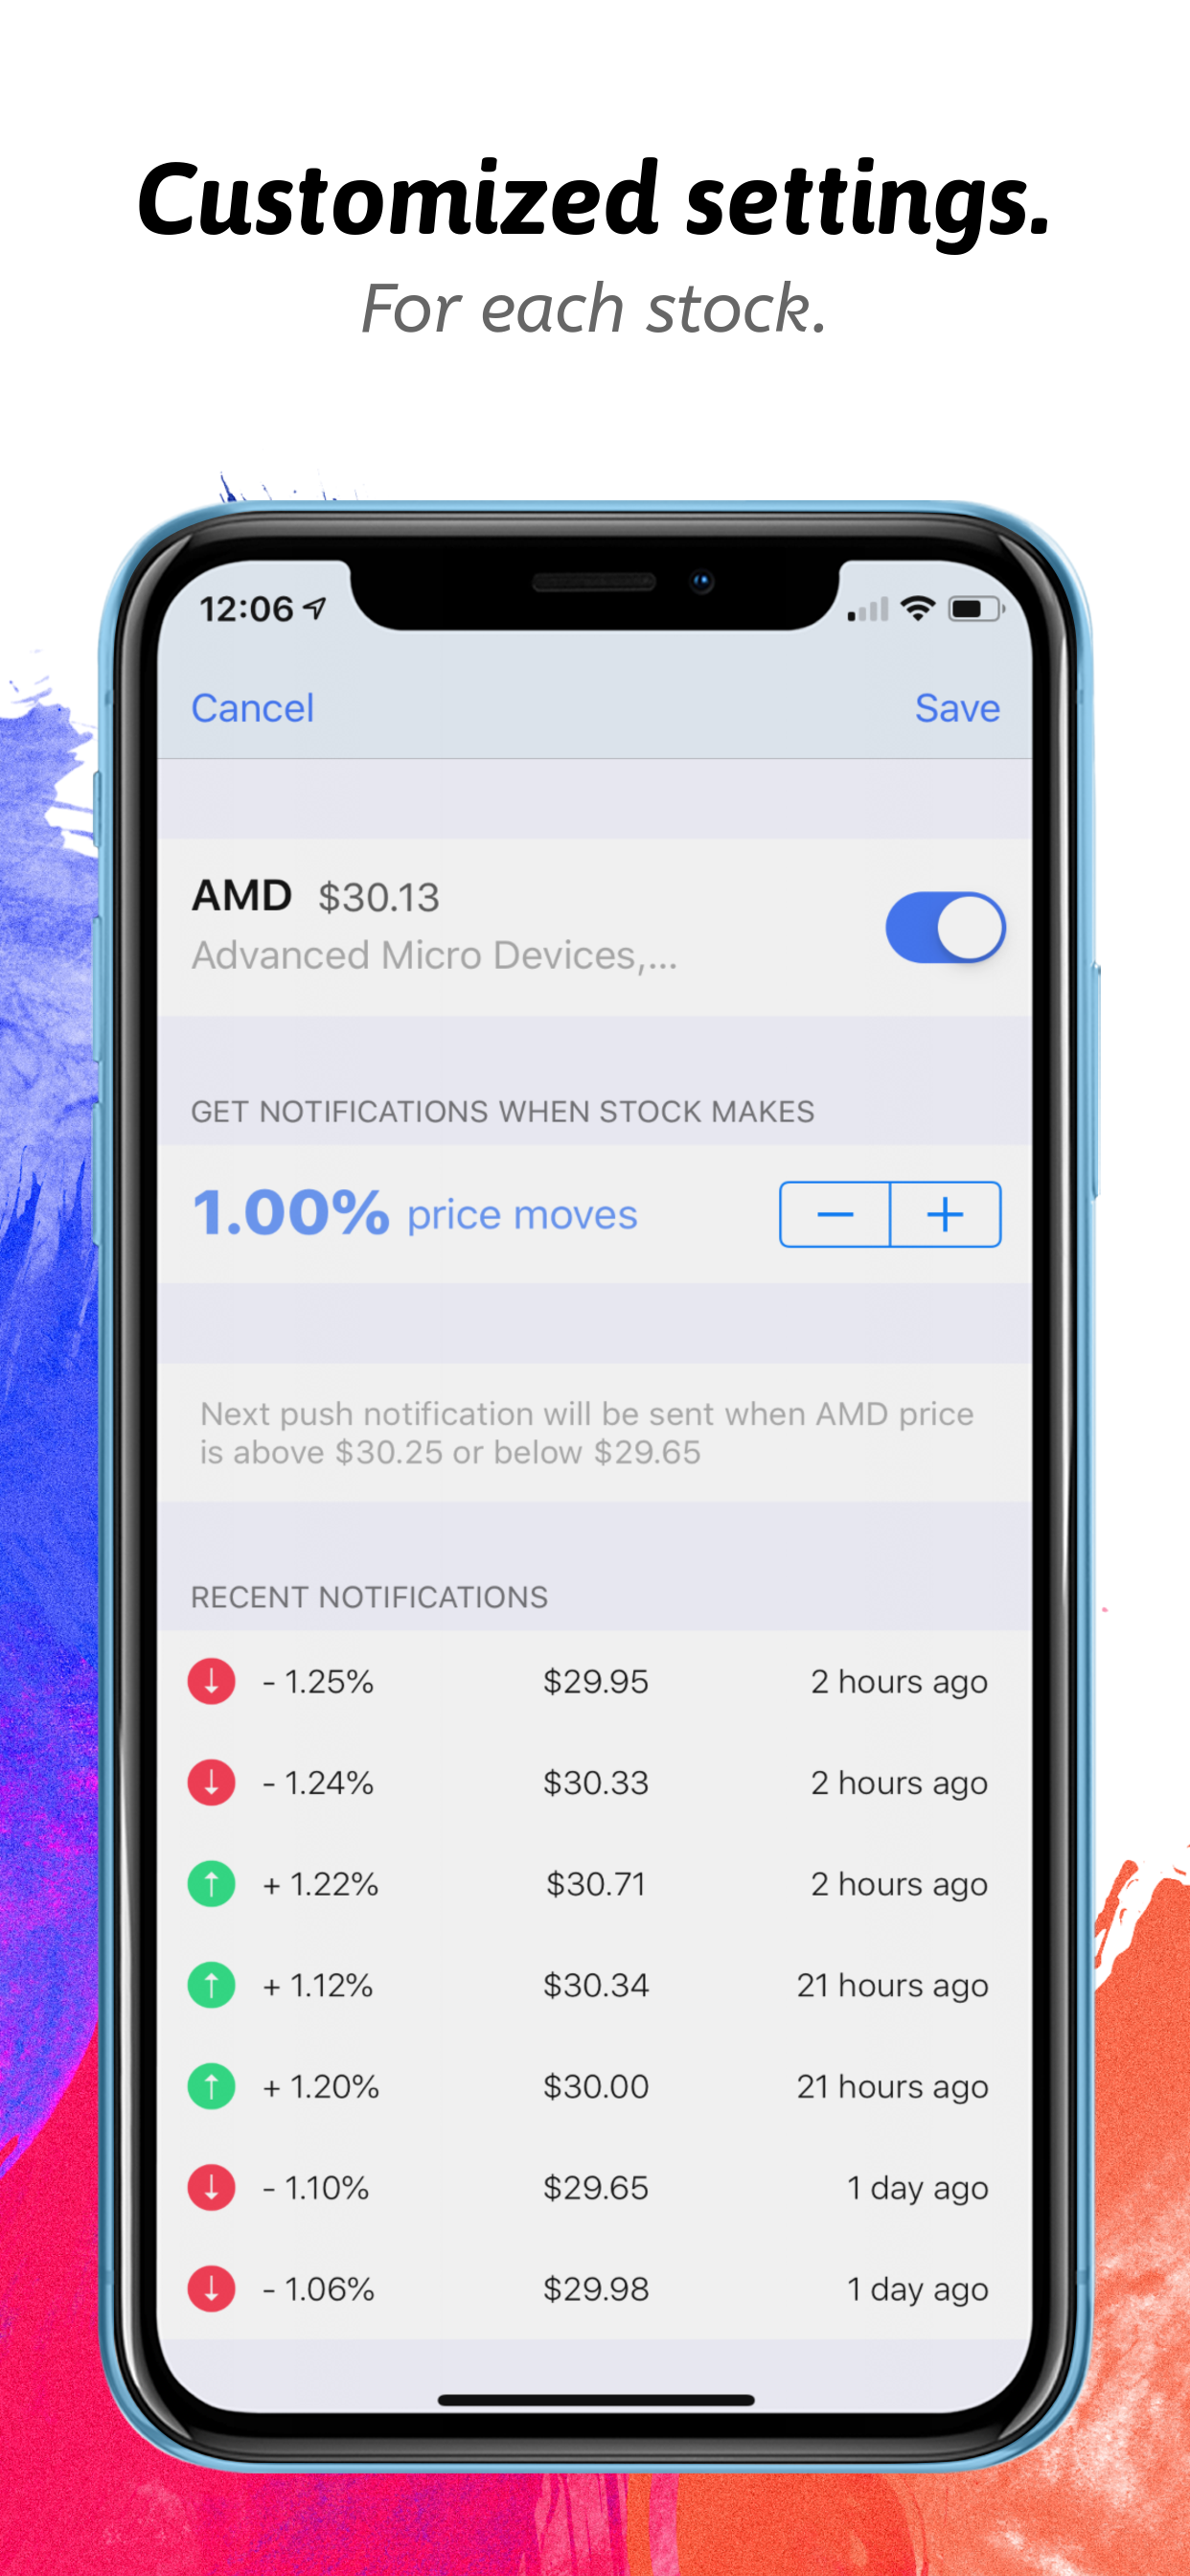 Customized settings.
For each stock.
12:06
Cancel Save
AMD $30.13
Advanced Micro Devices,...
GET NOTIFICATIONS WHEN STOCK MAKES
1.00% price moves − +
Next push notification will be sent when AMD price
is above $30.25 or below $29.65
RECENT NOTIFICATIONS
- 1.25% $29.95 2 hours ago
- 1.24% $30.33 2 hours ago
+ 1.22% $30.71 2 hours ago
+ 1.12% $30.34 21 hours ago
+ 1.20% $30.00 21 hours ago
- 1.10% $29.65 1 day ago
- 1.06% $29.98 1 day ago